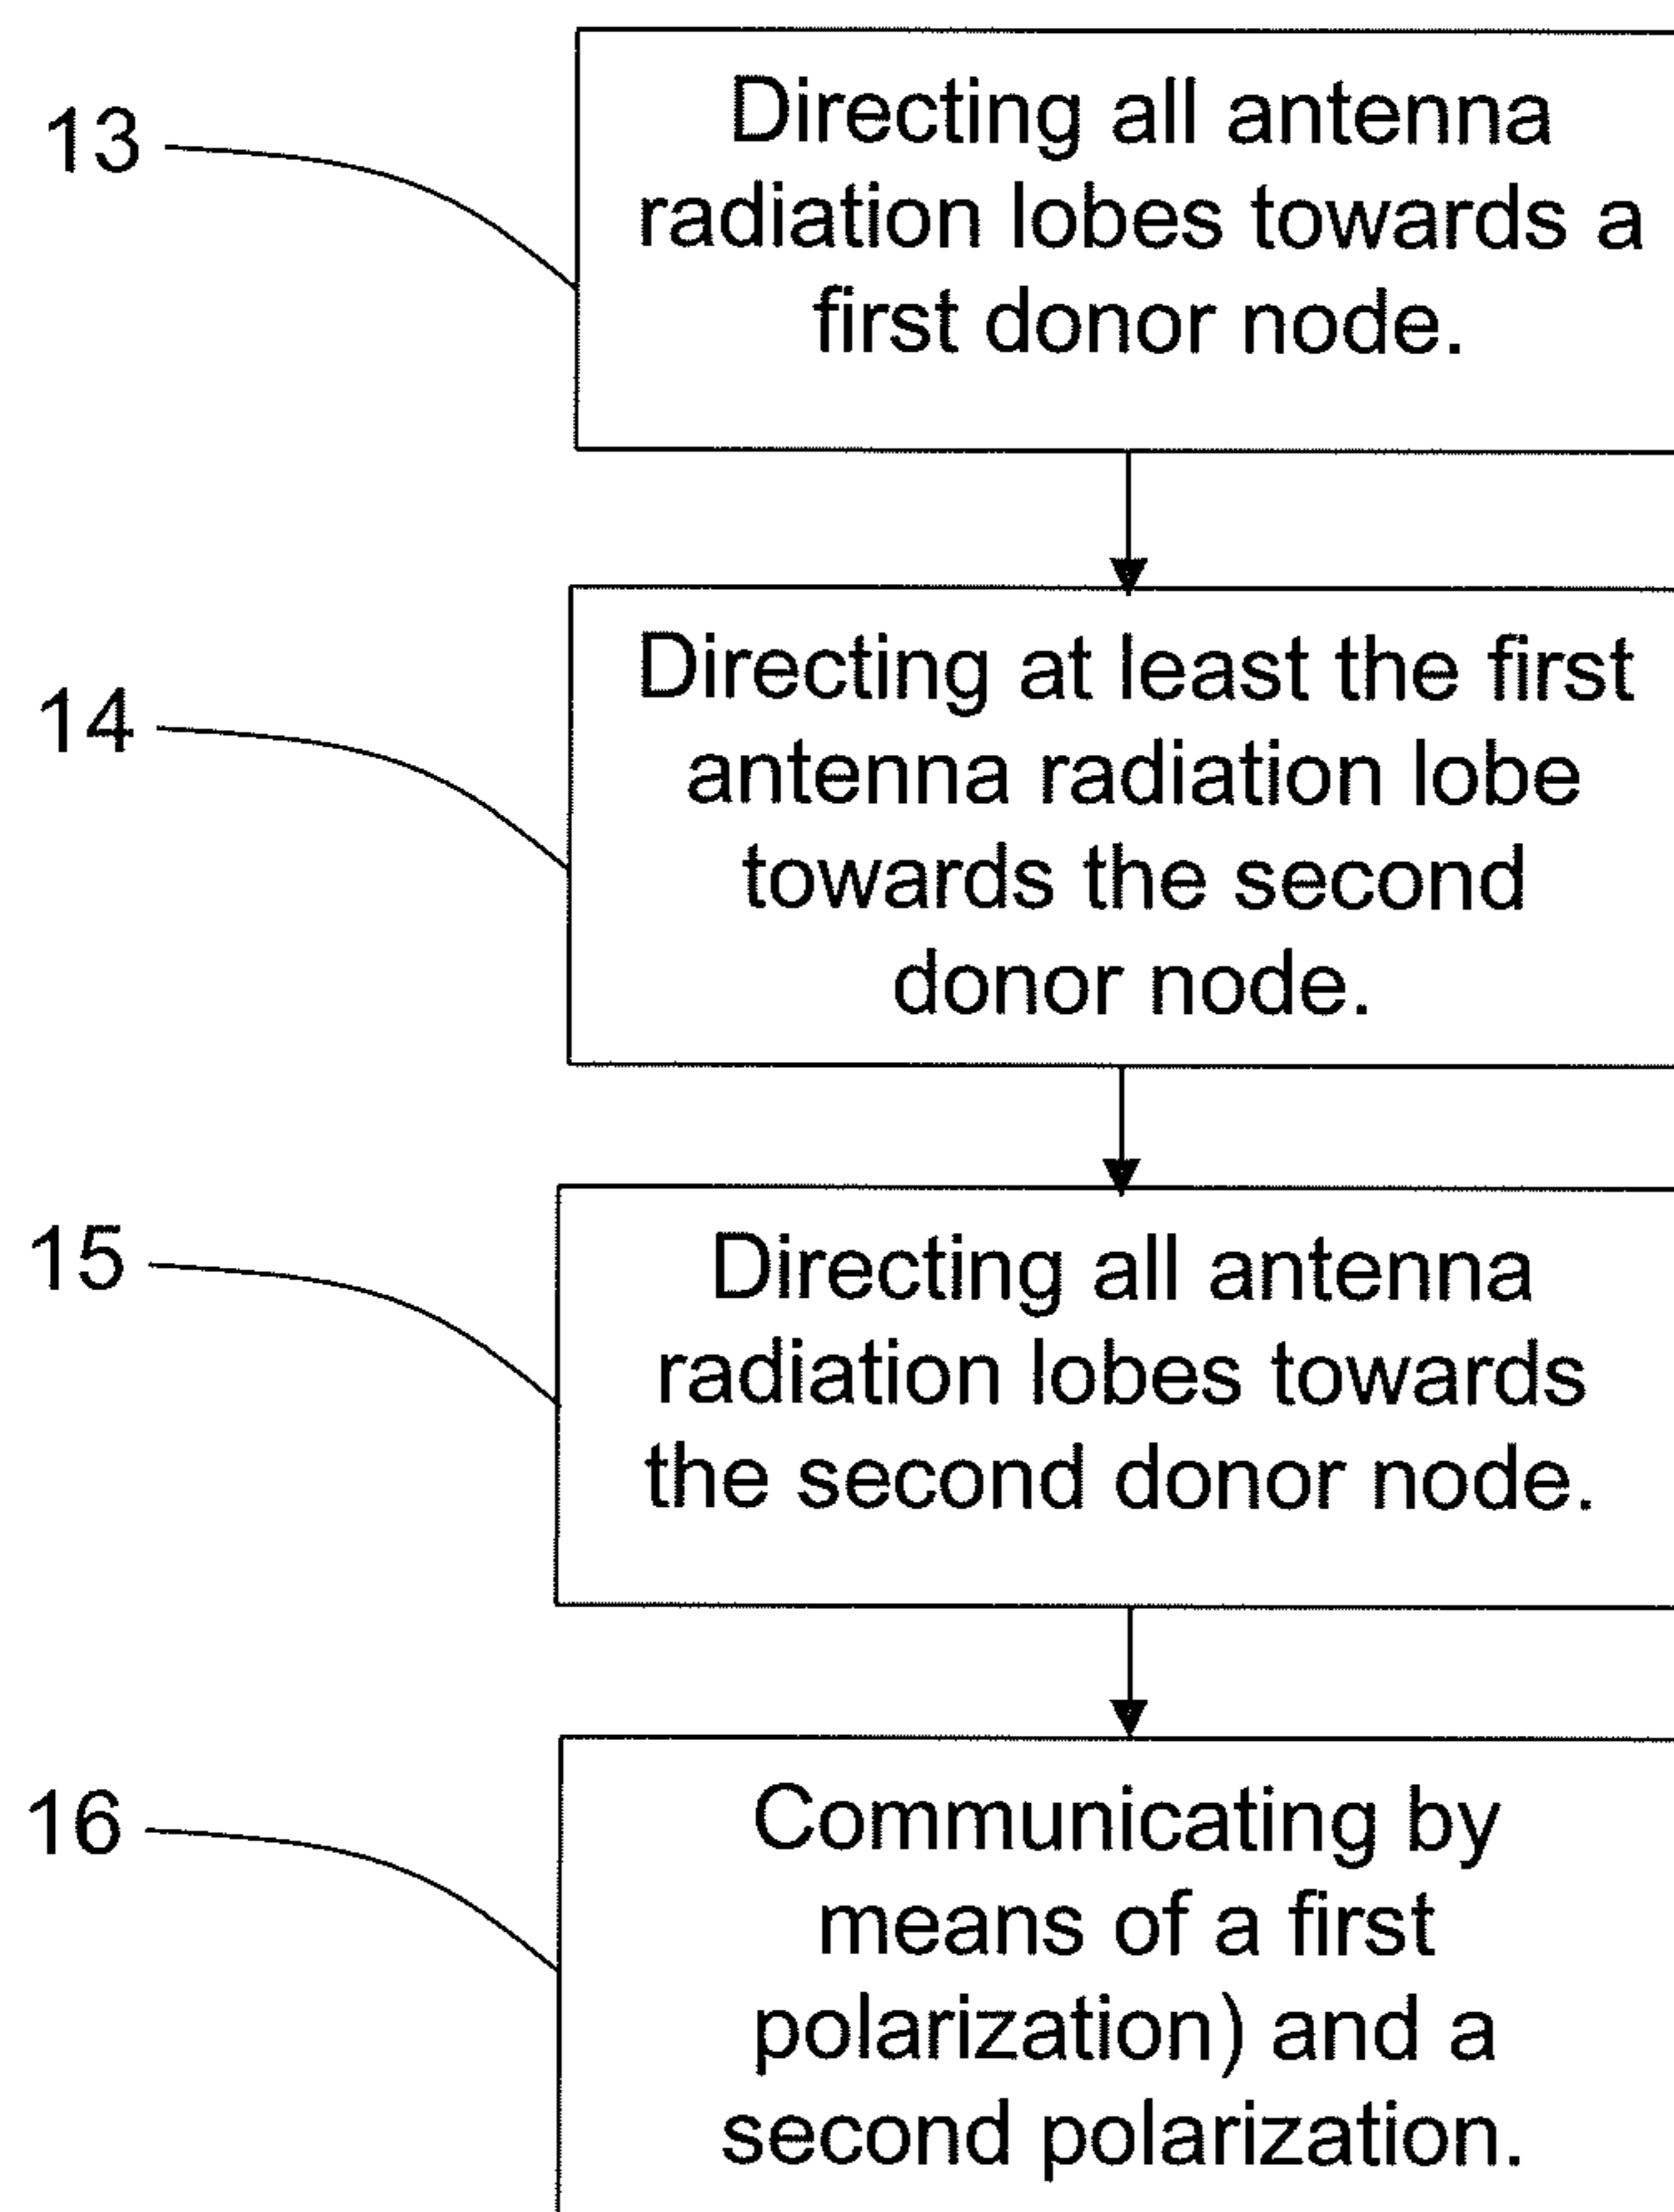 13
Directing all antenna
radiation lobes towards a
first donor node.
14
Directing at least the first
antenna radiation lobe
towards the second
donor node.
15
Directing all antenna
radiation lobes towards
the second donor node.
16
Communicating by
means of a first
polarization) and a
second polarization.